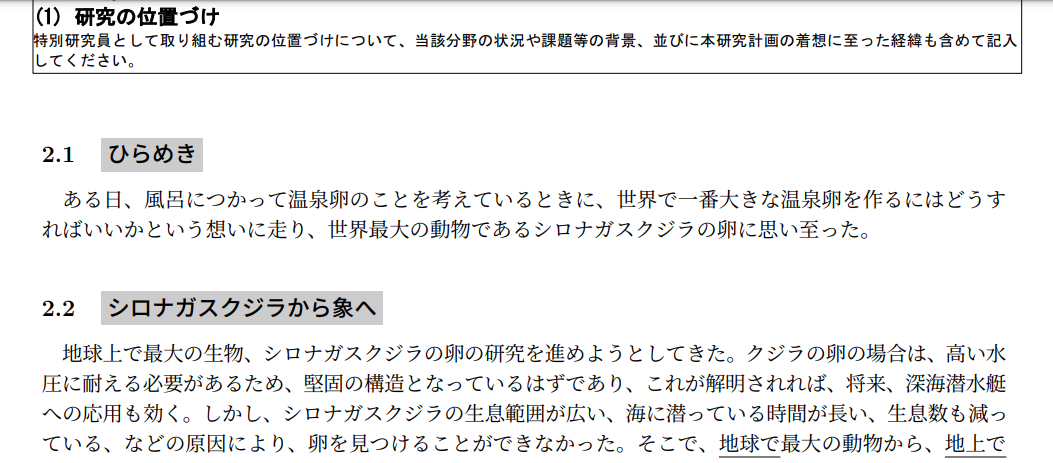 (1) 研究の位置づけ
特別研究員として取り組む研究の位置づけについて、当該分野の状況や課題等の背景、並びに本研究計画の着想に至った経緯も含めて記入
してください。
2.1 ひらめき
ある日、風呂につかって温泉卵のことを考えているときに、世界で一番大きな温泉卵を作るにはどうす
ればいいかという想いに走り、世界最大の動物であるシロナガスクジラの卵に思い至った。
2.2 シロナガスクジラから象へ
地球上で最大の生物、シロナガスクジラの卵の研究を進めようとしてきた。クジラの卵の場合は、高い水
圧に耐える必要があるため、堅固の構造となっているはずであり、これが解明されれば、将来、深海潜水艇
への応用も効く。しかし、シロナガスクジラの生息範囲が広い、海に潜っている時間が長い、生息数も減っ
ている、などの原因により、卵を見つけることができなかった。そこで、地球で最大の動物から、地上で